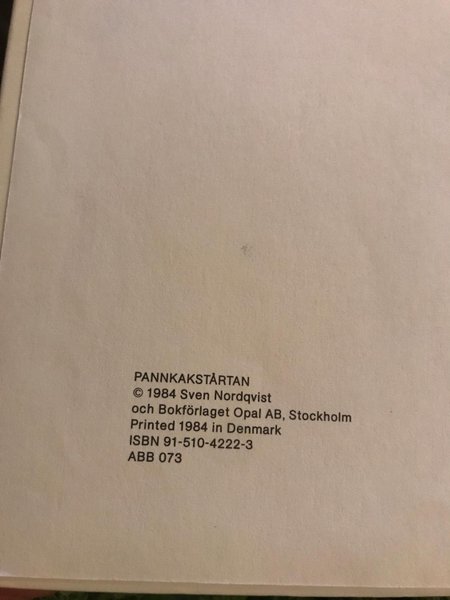 PANNKAKSTÅRTAN
© 1984 Sven Nordqvist
och Bokförlaget Opal AB, Stockholm
Printed 1984 in Denmark
ISBN 91-510-4222-3
ABB 073